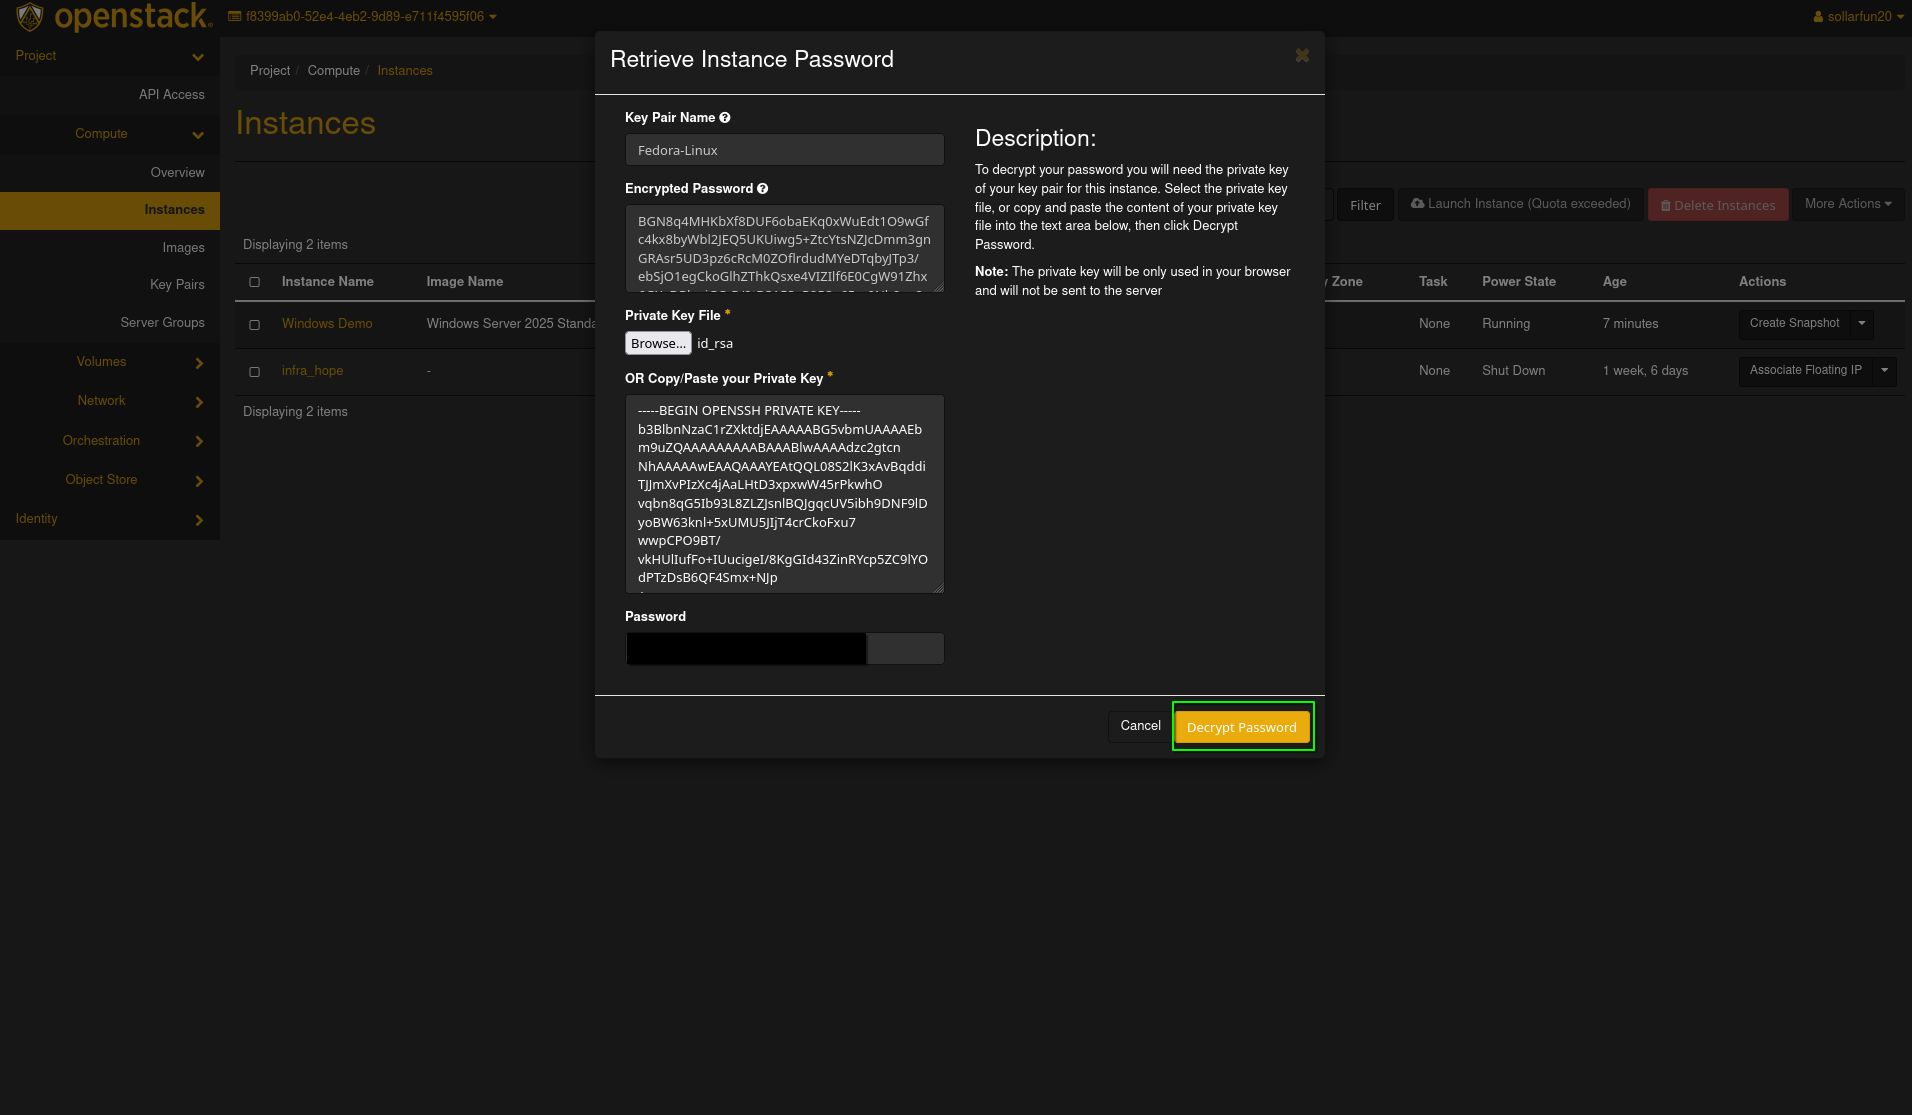 openstack.
f8399ab0-52e4-4eb2-9d89-e711f4595f06
sollarfun20
Project
API Access
Compute
Overview
Instances
Images
Key Pairs
Server Groups
Volumes
Network
Orchestration
Object Store
Identity
Project / Compute / Instances
Instances
Filter
Launch Instance (Quota exceeded)
Delete Instances
More Actions
Displaying 2 items
Instance Name Image Name Zone Task Power State Age Actions
Windows Demo Windows Server 2025 None Running 7 minutes Create Snapshot
infra_hope - None Shut Down 1 week, 6 days Associate Floating IP
Displaying 2 items
Retrieve Instance Password
Key Pair Name
Fedora-Linux
Encrypted Password
BGN8q4MHKbXf8DUF6obaEKq0xWuEdt1O9wGf
c4kx8byWbl2JEQ5UKUiwg5+ZtcYtsNZJcDmm3gn
GRAsr5UD3pz6cRcM0ZOflrdudMYeDTqbyJTp3/
ebSjO1egCkoGlhZThkQsxe4VIZIlf6E0CgW91Zhx
Private Key File *
Browse... id_rsa
OR Copy/Paste your Private Key *
-----BEGIN OPENSSH PRIVATE KEY-----
b3BlbnNzaC1rZXktdjEAAAAABG5vbmUAAAAEb
m9uZQAAAAAAAAABAAABlwAAAAdzc2gtcn
NhAAAAAwEAAQAAAYEAtQQL08S2lK3xAvBqddi
TJJmXvPIzXc4jAaLHtD3xpxwW45rPkwhO
vqbn8qG5Ib93L8ZLZJsnlBQJgqcUV5ibh9DNF9lD
yoBW63knl+5xUMU5JIjT4crCkoFxu7
wwpCPO9BT/
vkHUlIufFo+IUucigeI/8KgGId43ZinRYcp5ZC9lYO
dPTzDsB6QF4Smx+NJp
Password
Description:
To decrypt your password you will need the private key
of your key pair for this instance. Select the private key
file, or copy and paste the content of your private key
file into the text area below, then click Decrypt
Password.
Note: The private key will be only used in your browser
and will not be sent to the server
Cancel
Decrypt Password